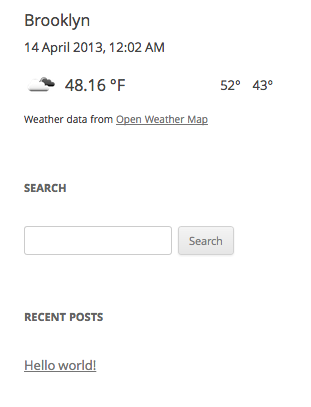 Brooklyn
14 April 2013, 12:02 AM
48.16 °F 52° 43°
Weather data from Open Weather Map
SEARCH
Search
RECENT POSTS
Hello world!